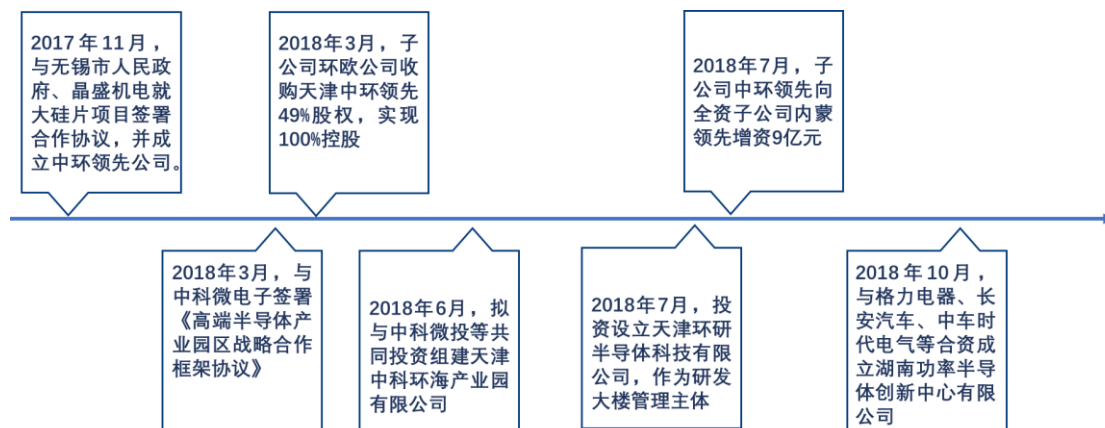 2017年11月，
与无锡市人民政
府、晶盛机电就
大硅片项目签署
合作协议，并成
立中环领先公司。
2018年3月，子
公司环欧公司收
购天津中环领先
49%股权，实现
100%控股
2018年7月，子
公司中环领先向
全资子公司内蒙
领先增资9亿元
2018年3月，与
中科微电子签署
《高端半导体产
业园区战略合作
框架协议》
2018年6月，拟
与中科微投等共
同投资组建天津
中科环海产业园
有限公司
2018年7月，投
资设立天津环研
半导体科技有限
公司，作为研发
大楼管理主体
2018年10月，
与格力电器、长
安汽车、中车时
代电气等合资成
立湖南功率半导
体创新中心有限
公司